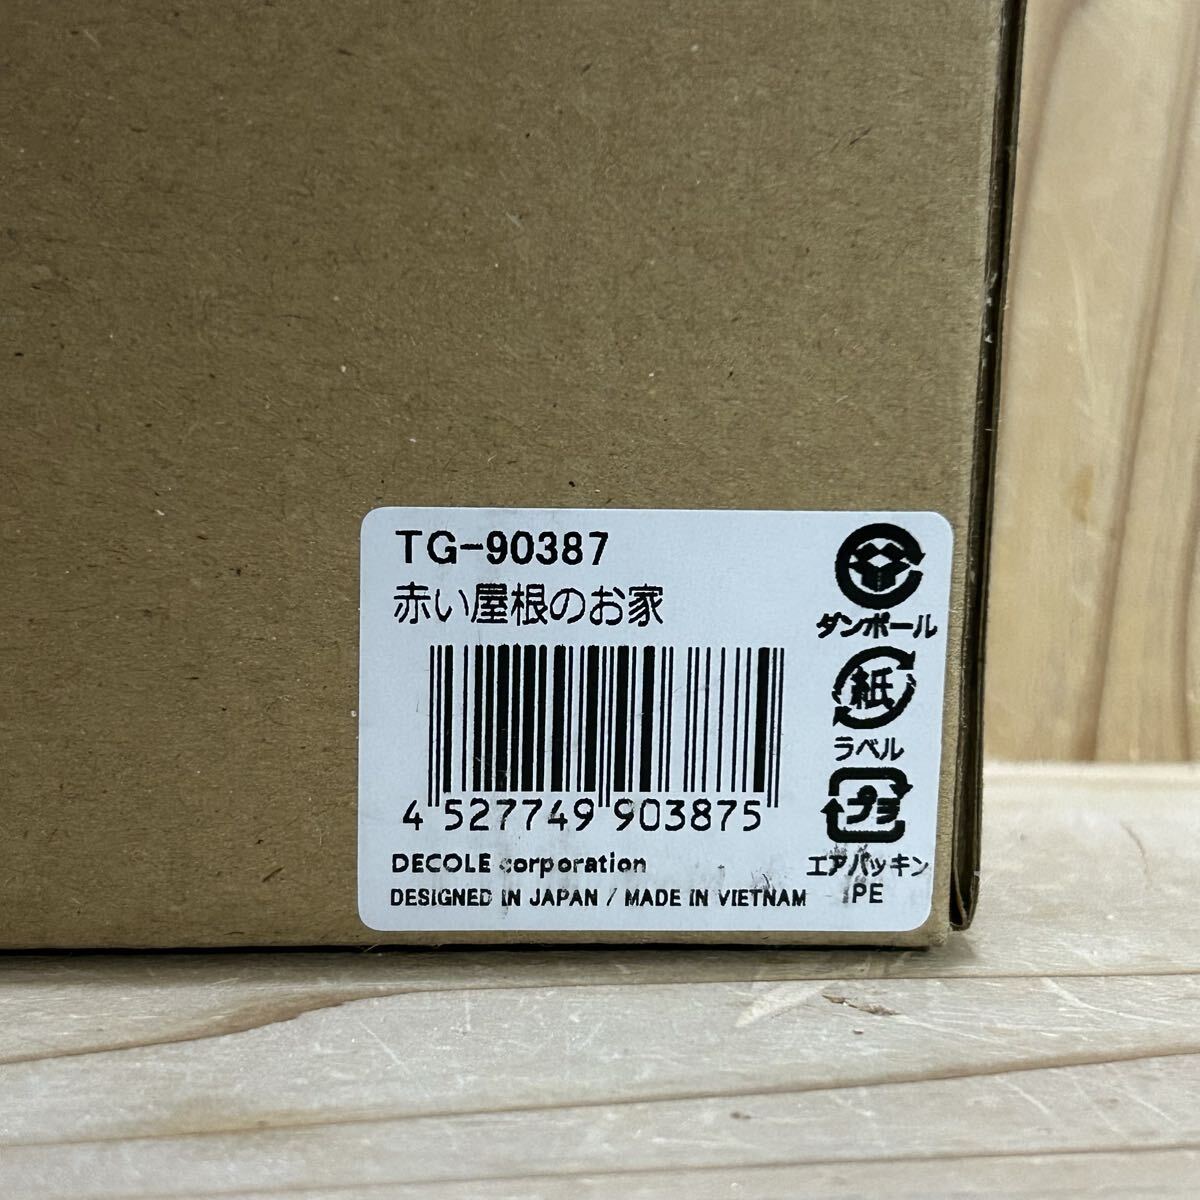 TG-90387
赤い屋根のお家
4 527749 903875
DECOLE corporation
DESIGNED IN JAPAN / MADE IN VIETNAM
ダンボール
紙
ラベル
プラ
エアパッキン
PE